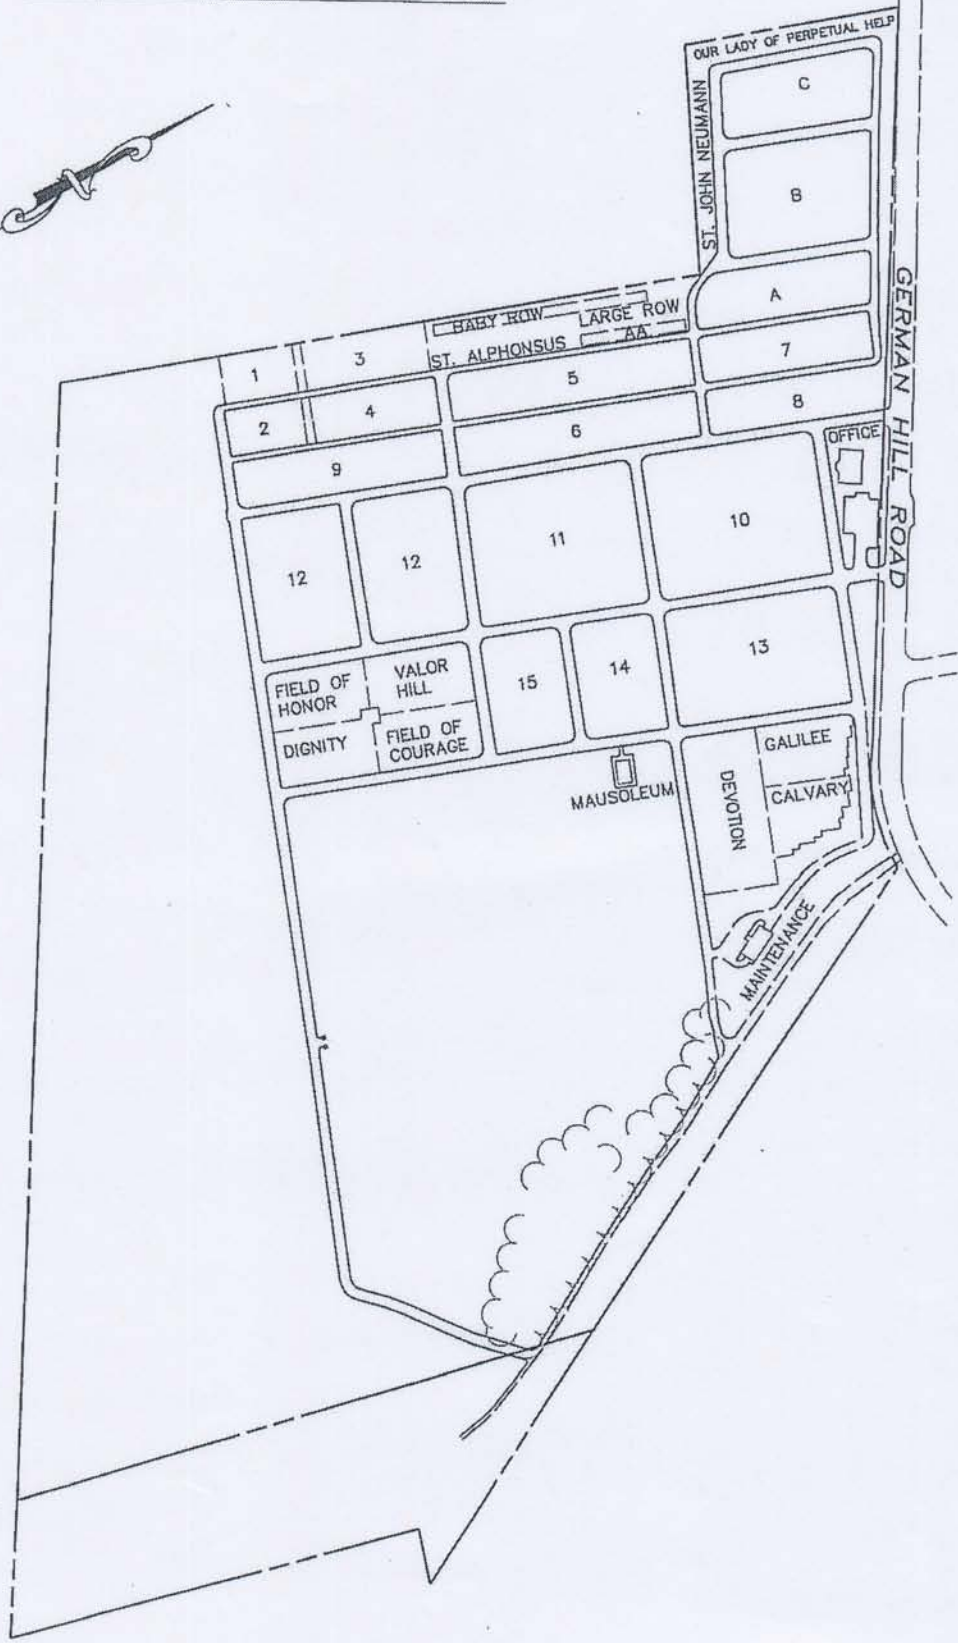 OUR LADY OF PERPETUAL HELP
C
ST. JOHN NEUMANN
B
N
A
GERMAN HILL ROAD
BABY ROW
LARGE ROW
AA
ST. ALPHONSUS
1
3
5
7
2
4
6
8
9
OFFICE
12
12
11
10
FIELD OF
HONOR
VALOR
HILL
15
14
13
DIGNITY
FIELD OF
COURAGE
MAUSOLEUM
DEVOTION
GALILEE
CALVARY
MAINTENANCE